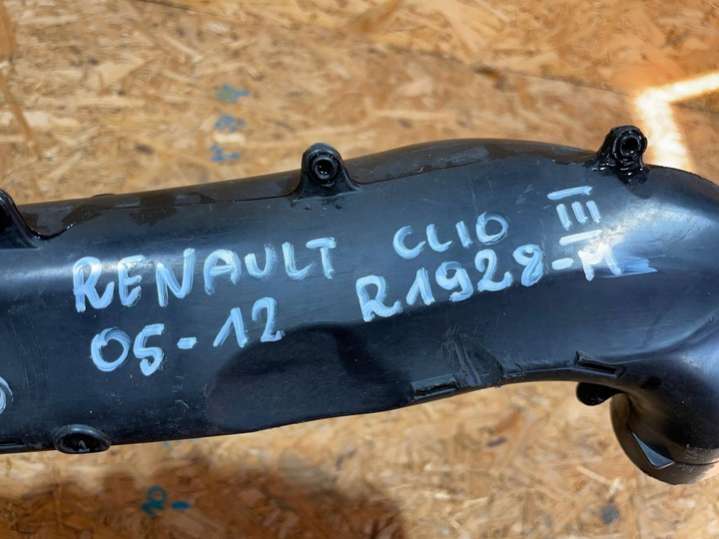 RENAULT CLIO III
05-12 R1928-M